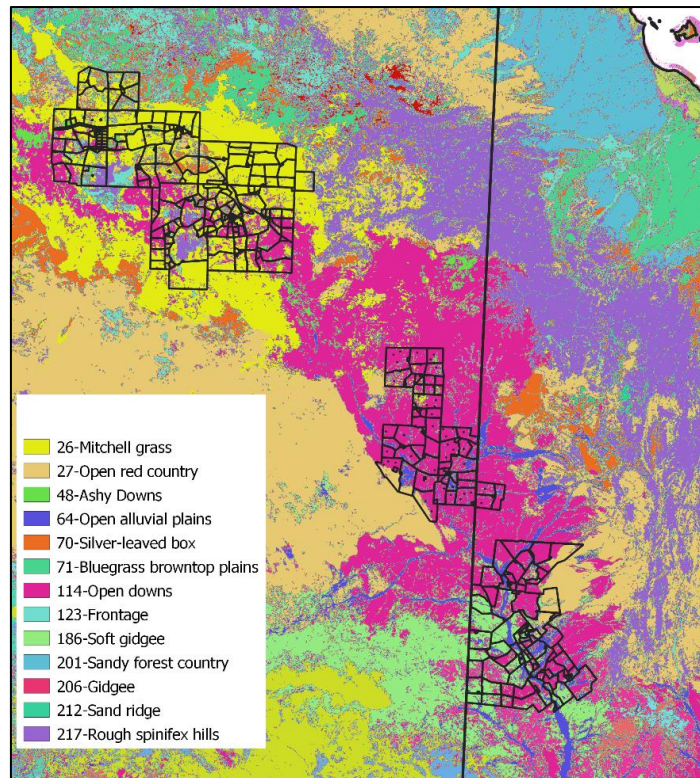 26-Mitchell grass
27-Open red country
48-Ashy Downs
64-Open alluvial plains
70-Silver-leaved box
71-Bluegrass browntop plains
114-Open downs
123-Frontage
186-Soft gidgee
201-Sandy forest country
206-Gidgee
212-Sand ridge
217-Rough spinifex hills